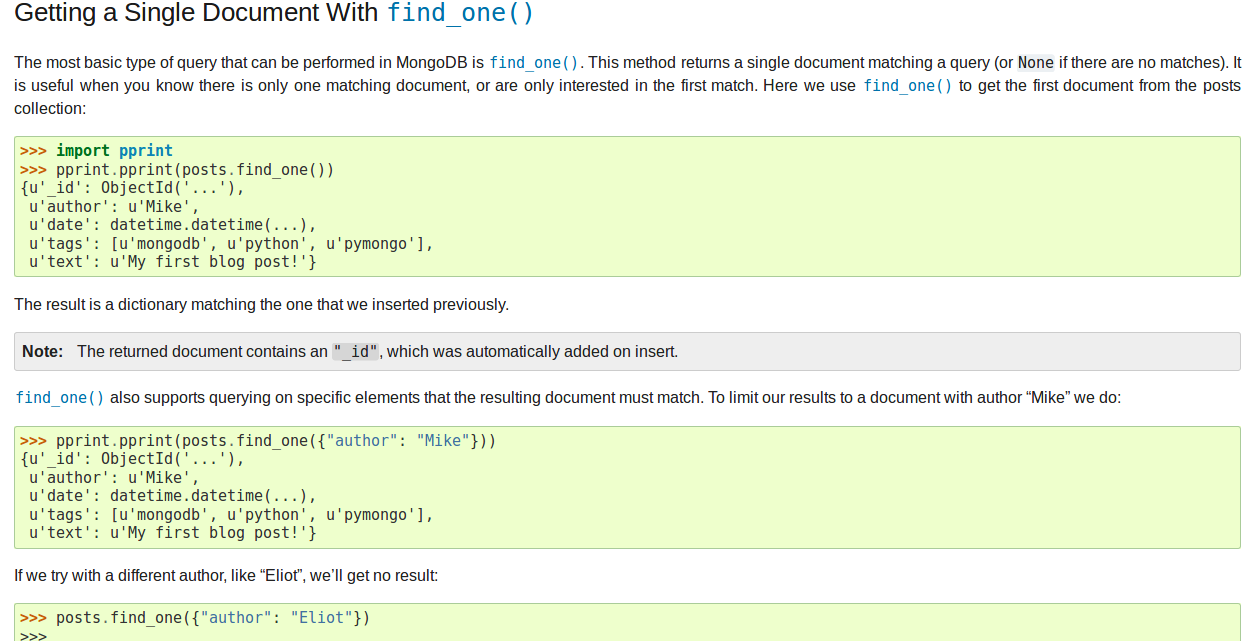 Getting a Single Document With find_one()
The most basic type of query that can be performed in MongoDB is find_one(). This method returns a single document matching a query (or None if there are no matches). It
is useful when you know there is only one matching document, or are only interested in the first match. Here we use find_one() to get the first document from the posts
collection:
>>> import pprint
>>> pprint.pprint(posts.find_one())
{u'_id': ObjectId('...'),
 u'author': u'Mike',
 u'date': datetime.datetime(...),
 u'tags': [u'mongodb', u'python', u'pymongo'],
 u'text': u'My first blog post!'}
The result is a dictionary matching the one that we inserted previously.
Note: The returned document contains an "_id", which was automatically added on insert.
find_one() also supports querying on specific elements that the resulting document must match. To limit our results to a document with author “Mike” we do:
>>> pprint.pprint(posts.find_one({"author": "Mike"}))
{u'_id': ObjectId('...'),
 u'author': u'Mike',
 u'date': datetime.datetime(...),
 u'tags': [u'mongodb', u'python', u'pymongo'],
 u'text': u'My first blog post!'}
If we try with a different author, like “Eliot”, we’ll get no result:
>>> posts.find_one({"author": "Eliot"})
>>>